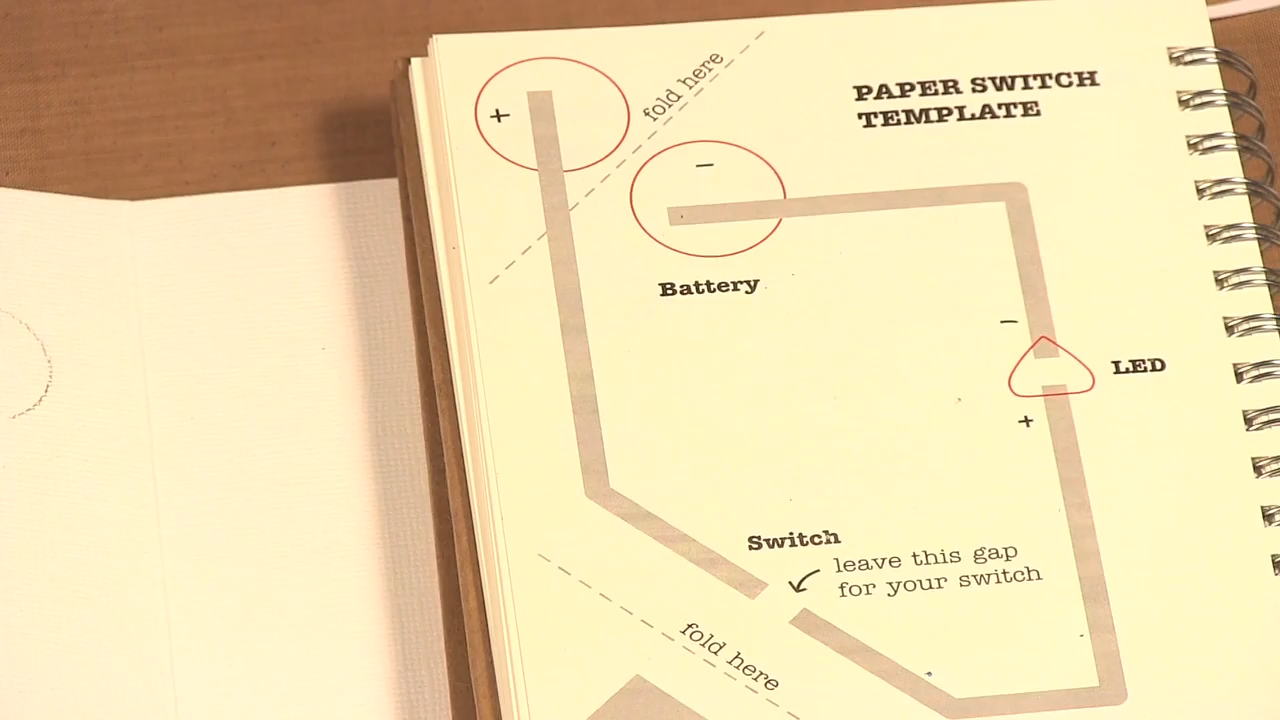 PAPER SWITCH
TEMPLATE
fold here
+
−
Battery
−
LED
+
Switch
leave this gap
for your switch
fold here